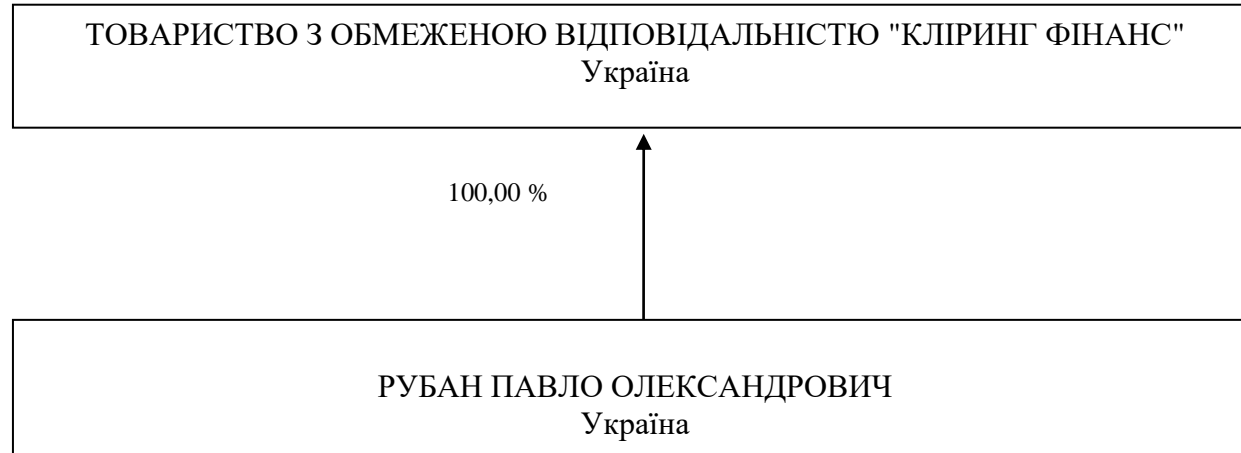 ТОВАРИСТВО З ОБМЕЖЕНОЮ ВІДПОВІДАЛЬНІСТЮ "КЛІРИНГ ФІНАНС"
Україна
100,00 %
РУБАН ПАВЛО ОЛЕКСАНДРОВИЧ
Україна